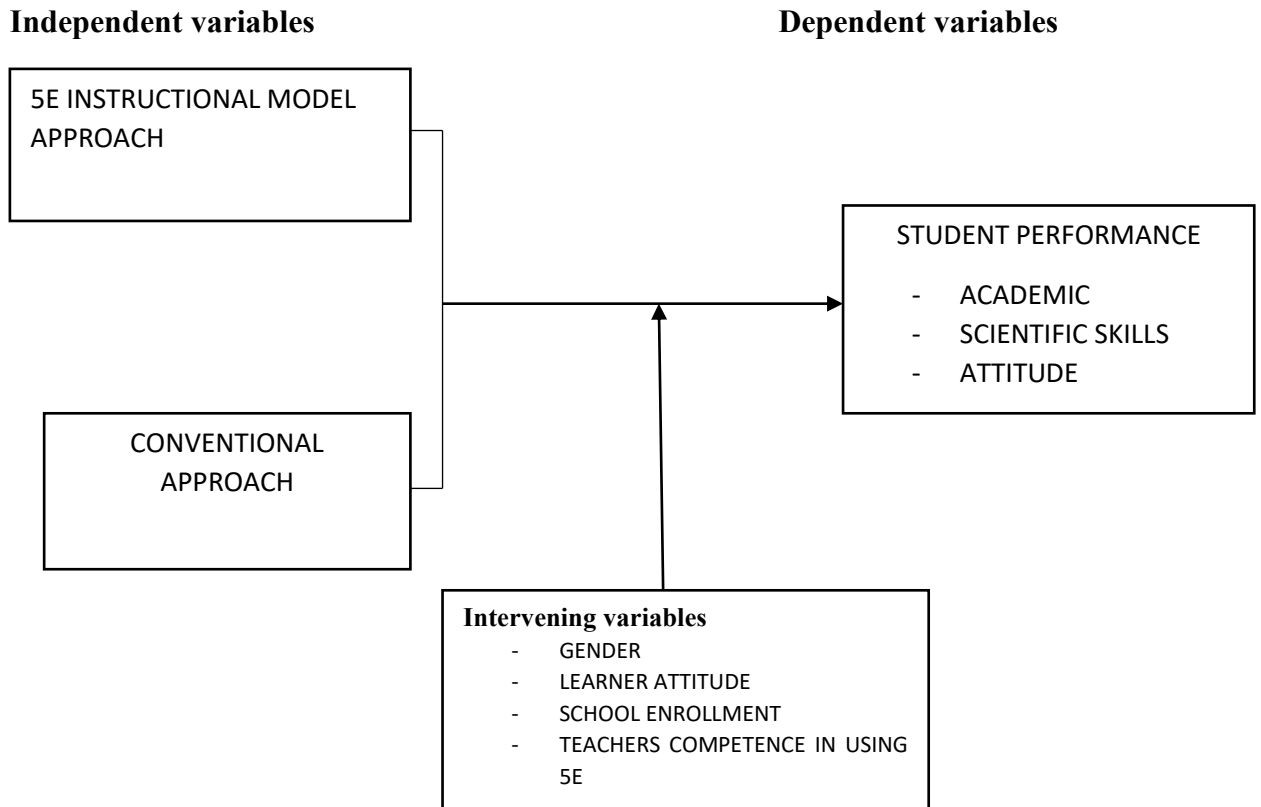 Independent variables
Dependent variables
5E INSTRUCTIONAL MODEL
APPROACH
STUDENT PERFORMANCE
- ACADEMIC
- SCIENTIFIC SKILLS
- ATTITUDE
CONVENTIONAL
APPROACH
Intervening variables
- GENDER
- LEARNER ATTITUDE
- SCHOOL ENROLLMENT
- TEACHERS COMPETENCE IN USING
5E